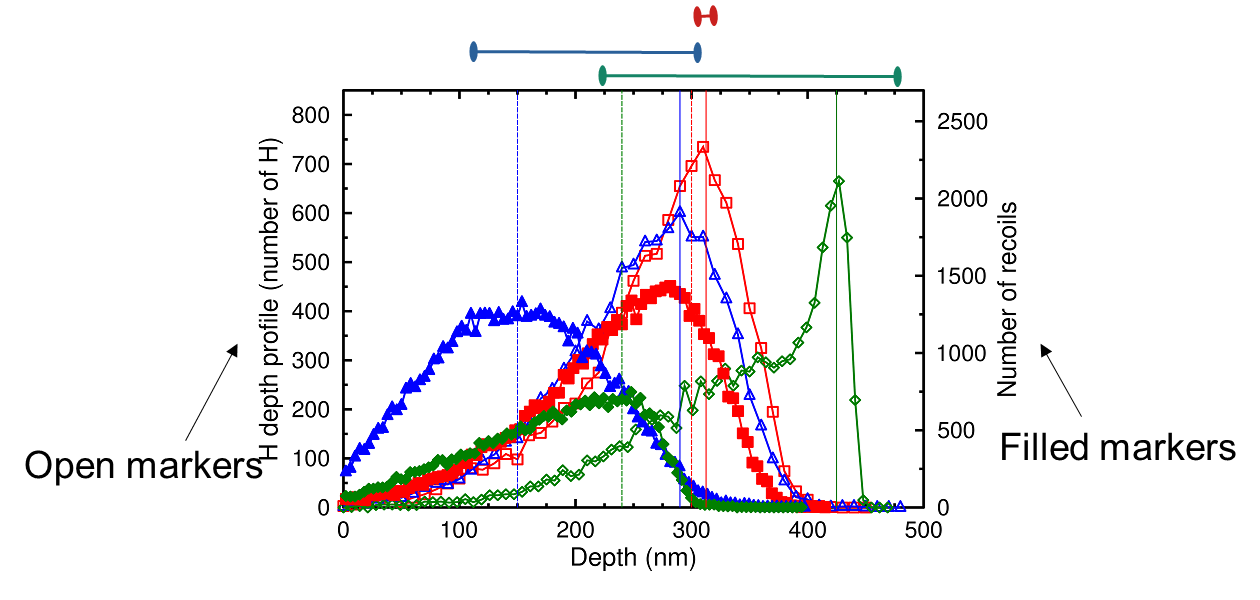 800
700
600
500
400
300
200
100
0
H depth profile (number of H)
2500
2000
1500
1000
500
0
Number of recoils
Open markers
Filled markers
0 100 200 300 400 500
Depth (nm)